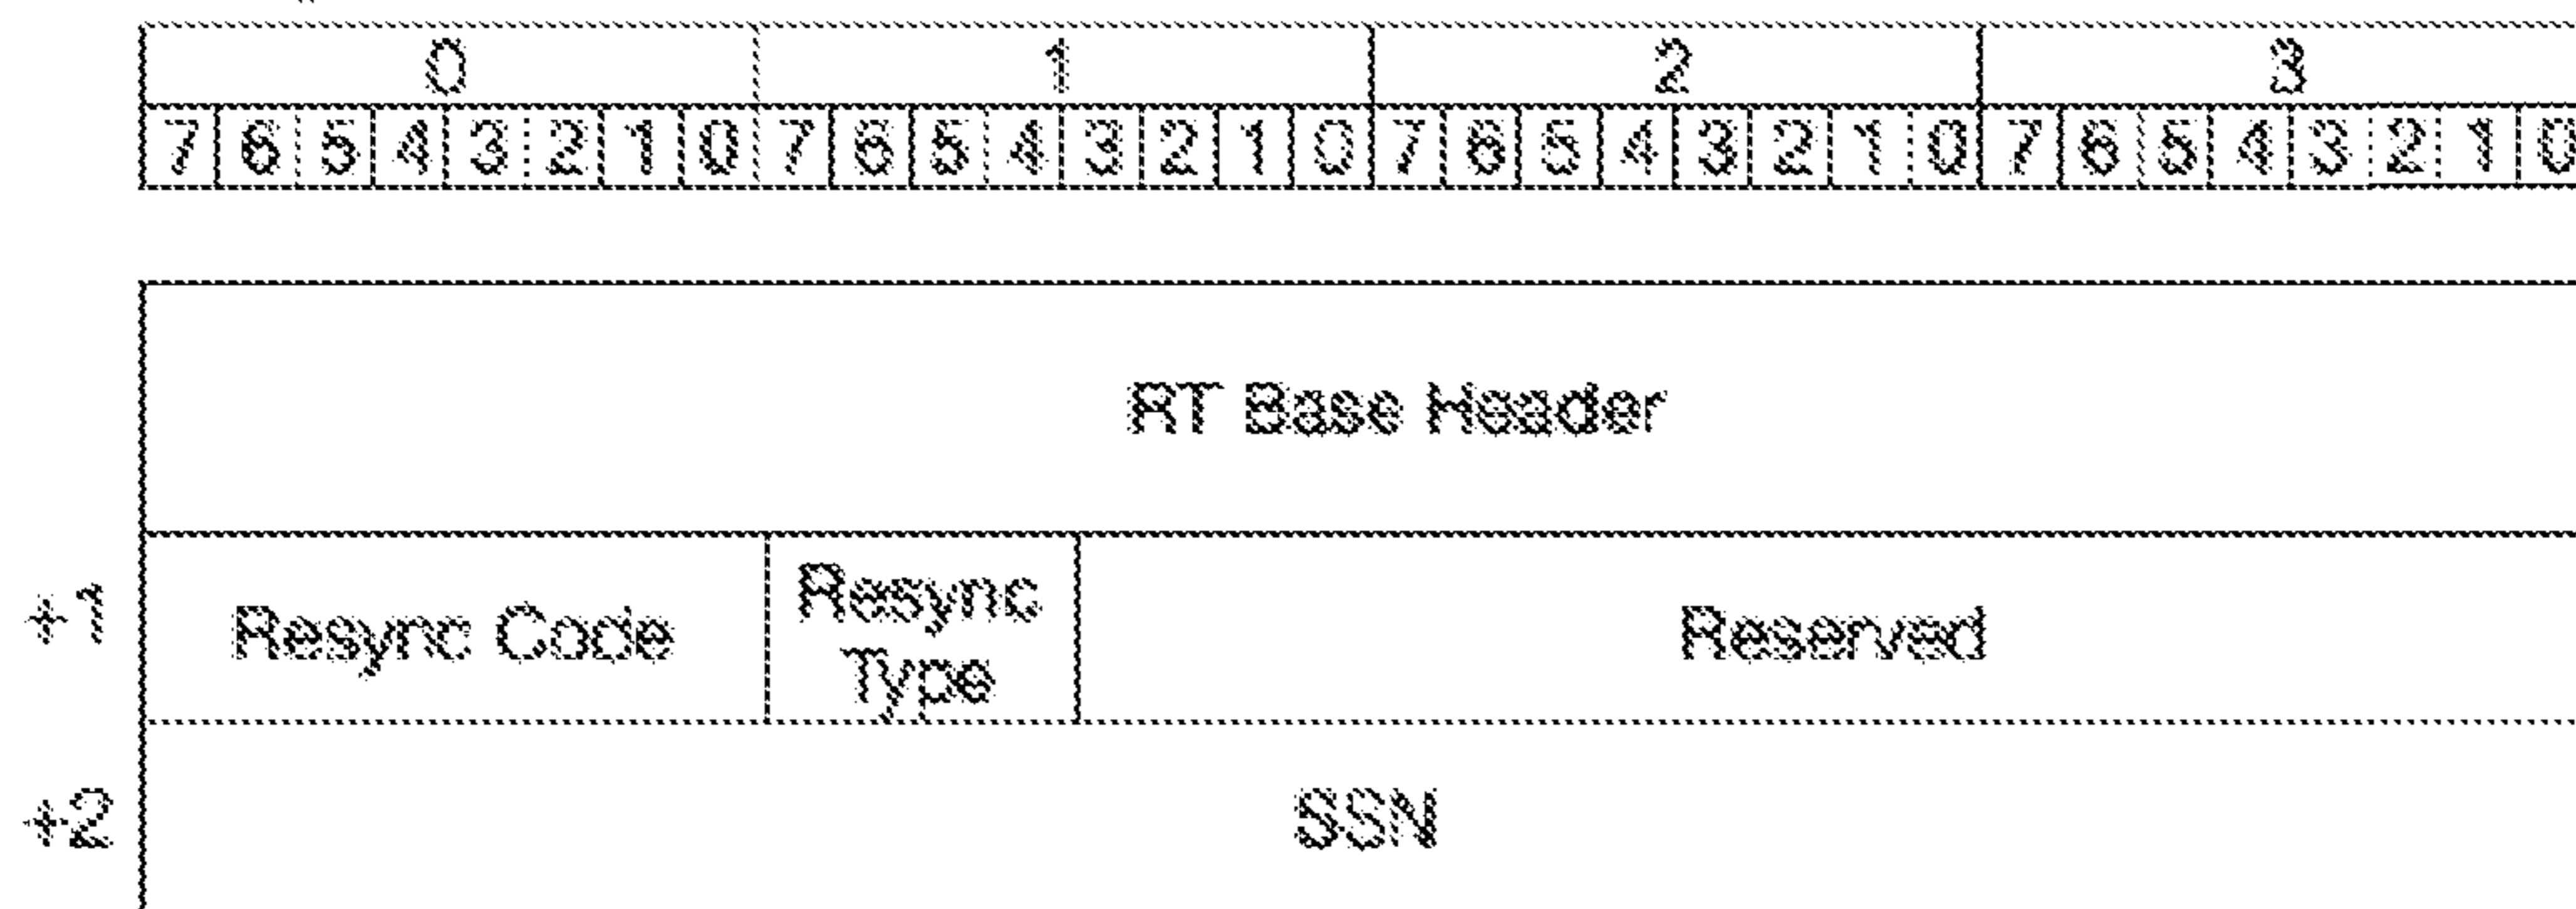 0 1 2 3
7 6 5 4 3 2 1 0 7 6 5 4 3 2 1 0 7 6 5 4 3 2 1 0 7 6 5 4 3 2 1 0
RT Base Header
+1 Resync Code Resync Type Reserved
+2 SSN